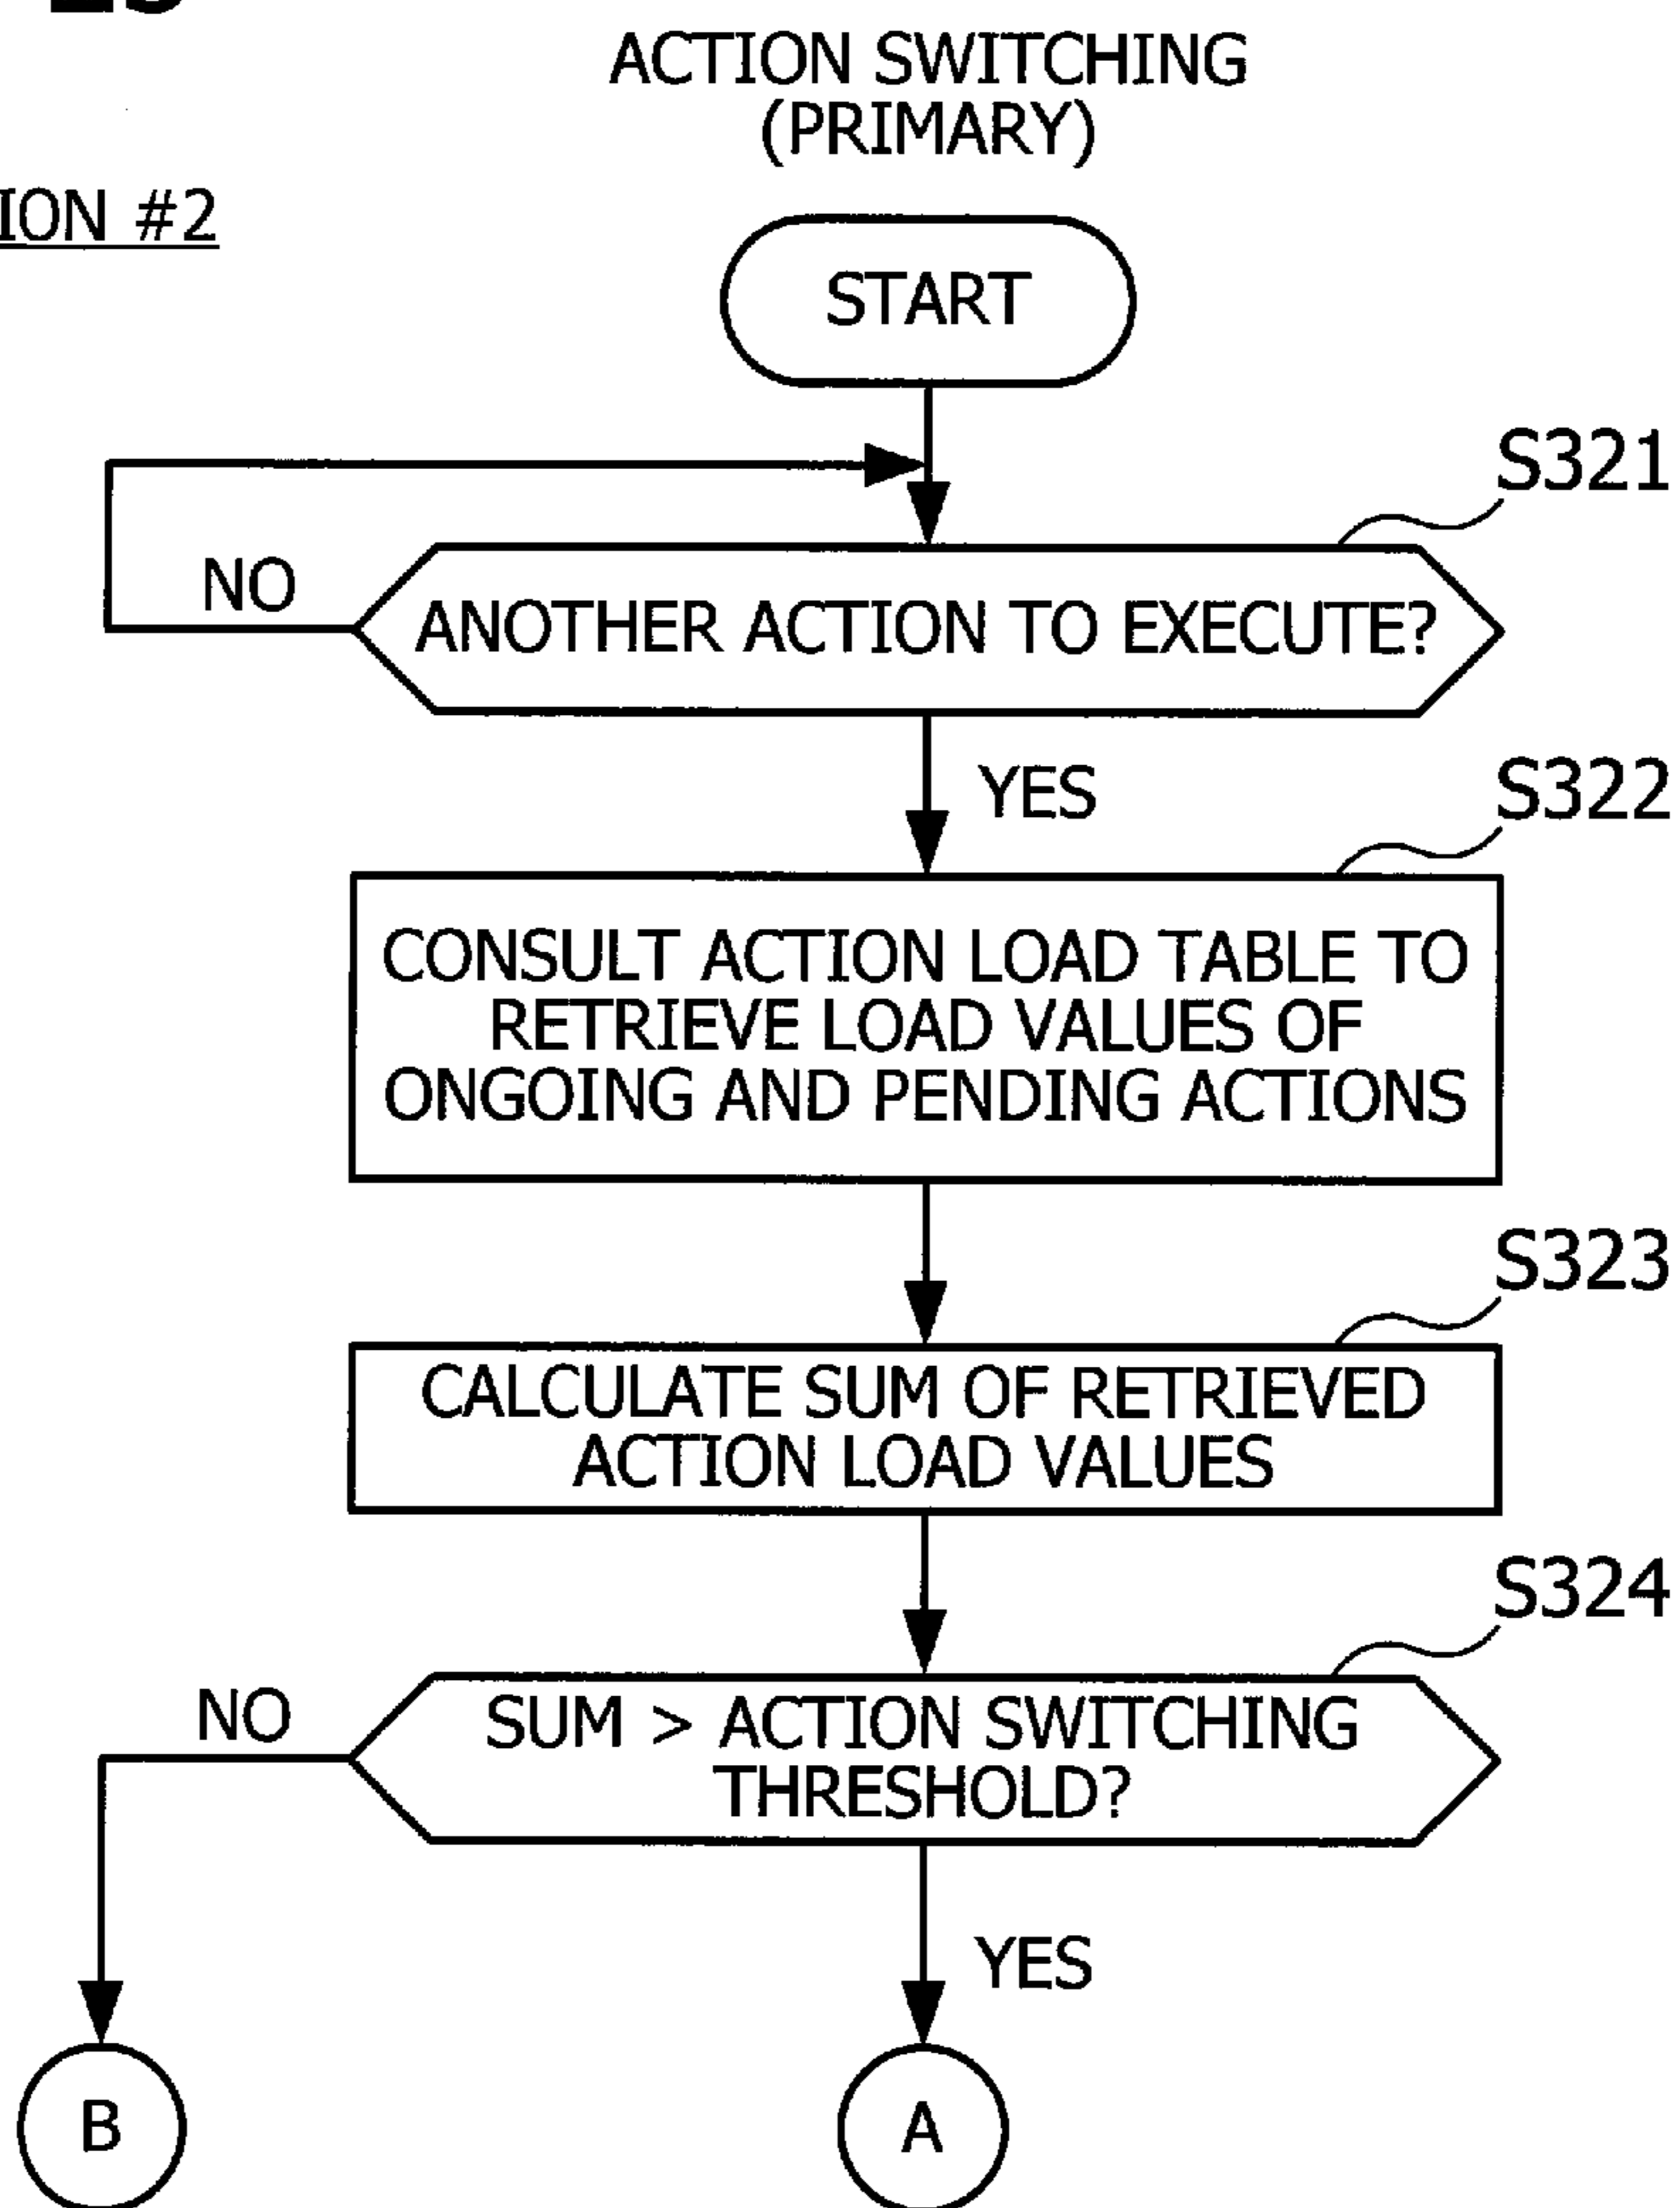 ACTION SWITCHING
(PRIMARY)
ION #2
START
S321
NO
ANOTHER ACTION TO EXECUTE?
YES
S322
CONSULT ACTION LOAD TABLE TO
RETRIEVE LOAD VALUES OF
ONGOING AND PENDING ACTIONS
S323
CALCULATE SUM OF RETRIEVED
ACTION LOAD VALUES
S324
NO
SUM > ACTION SWITCHING
THRESHOLD?
YES
B
A